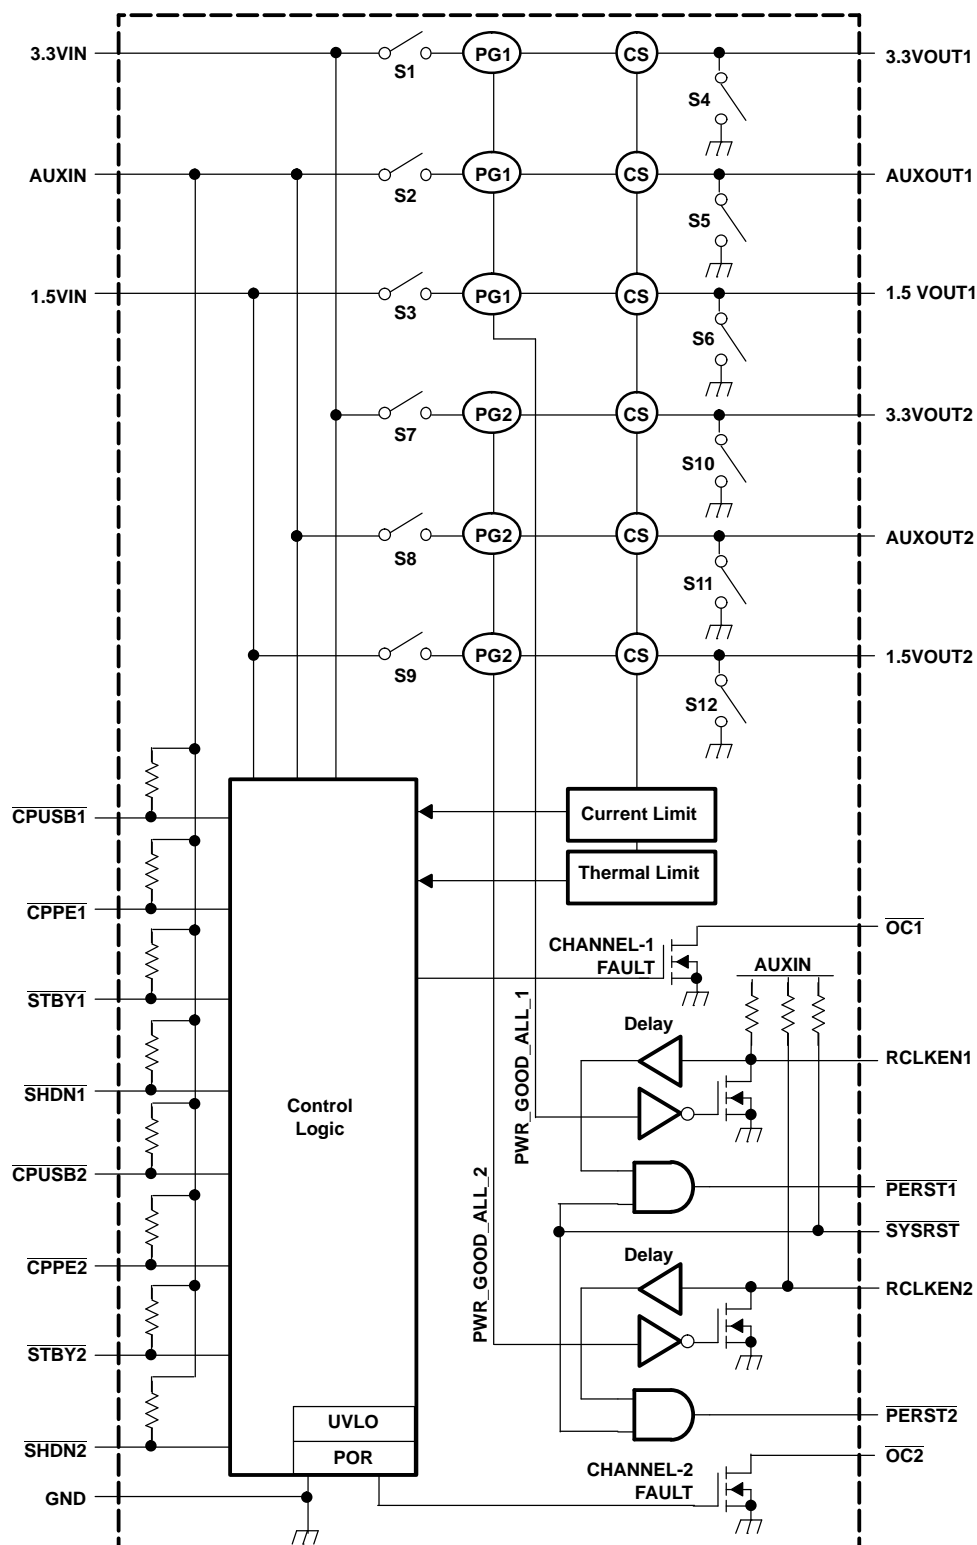 3.3VIN
S1
PG1
CS
3.3VOUT1
S4
AUXIN
S2
PG1
CS
AUXOUT1
S5
1.5VIN
S3
PG1
CS
1.5 VOUT1
S6
S7
PG2
CS
3.3VOUT2
S10
S8
PG2
CS
AUXOUT2
S11
S9
PG2
CS
1.5VOUT2
S12
CPUSB1
Current Limit
Thermal Limit
CPPE1
OC1
CHANNEL-1
FAULT
AUXIN
STBY1
PWR_GOOD_ALL_1
Delay
RCLKEN1
SHDN1
Control
Logic
CPUSB2
PERST1
PWR_GOOD_ALL_2
SYSRST
CPPE2
Delay
RCLKEN2
STBY2
PERST2
UVLO
SHDN2
POR
OC2
CHANNEL-2
FAULT
GND